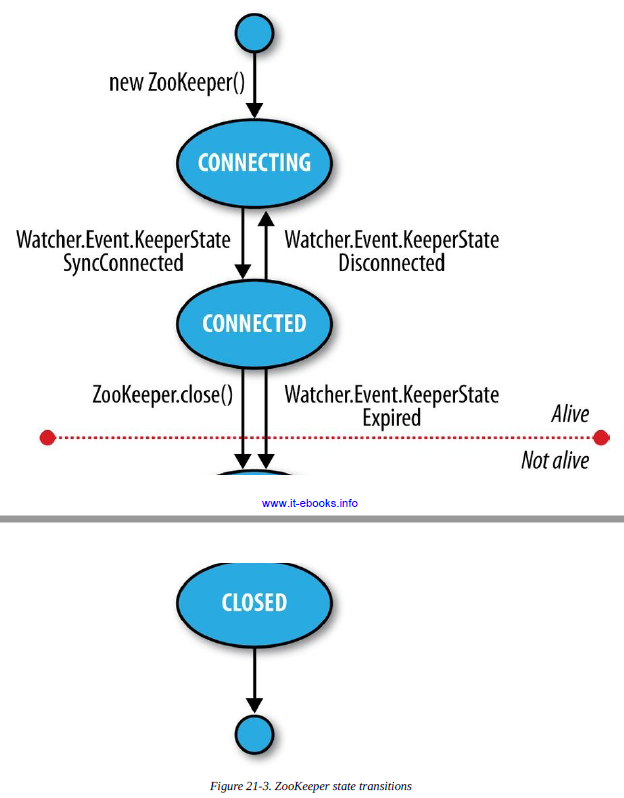 new ZooKeeper()
CONNECTING
Watcher.Event.KeeperState
SyncConnected
Watcher.Event.KeeperState
Disconnected
CONNECTED
ZooKeeper.close()
Watcher.Event.KeeperState
Expired
Alive
Not alive
www.it-ebooks.info
CLOSED
Figure 21-3. ZooKeeper state transitions